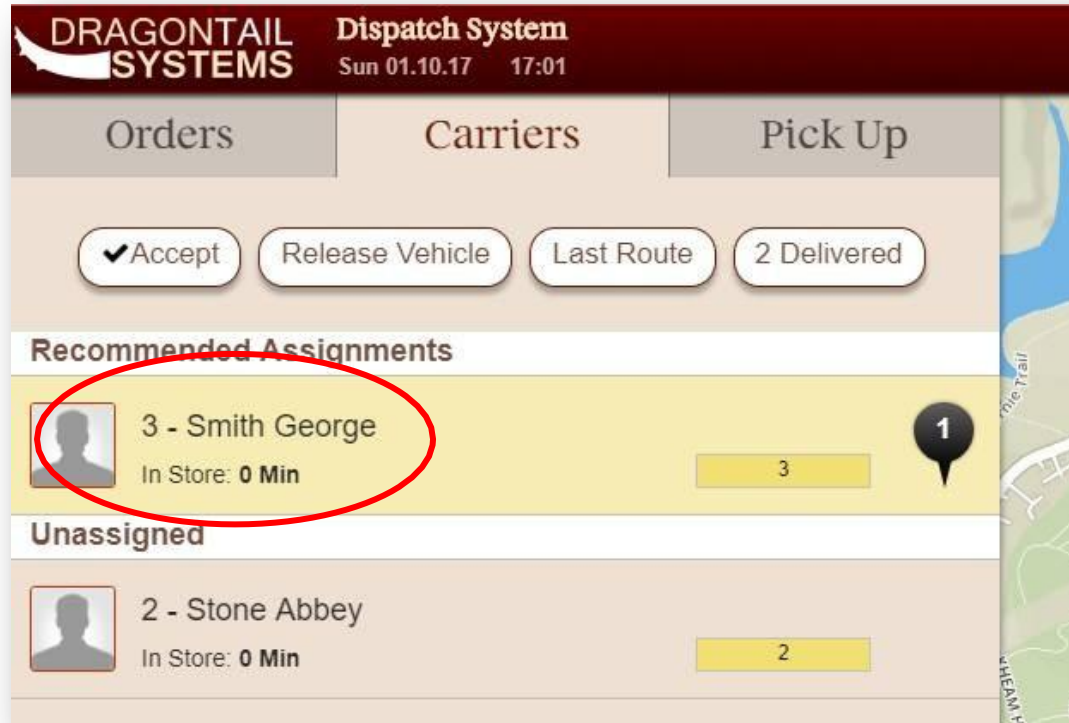 DRAGONTAIL
SYSTEMS
Dispatch System
Sun 01.10.17 17:01
Orders Carriers Pick Up
✔Accept Release Vehicle Last Route 2 Delivered
Recommended Assignments
3 - Smith George
In Store: 0 Min
3
1
Unassigned
2 - Stone Abbey
In Store: 0 Min
2
Trail